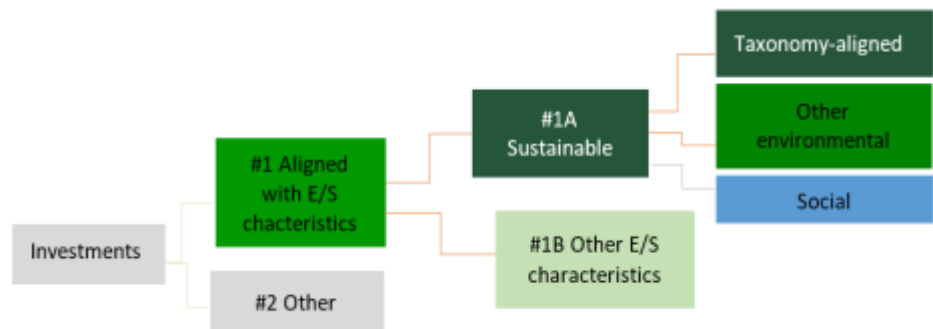 Investments
#1 Aligned
with E/S
chacteristics
#2 Other
#1A
Sustainable
#1B Other E/S
characteristics
Taxonomy-aligned
Other
environmental
Social